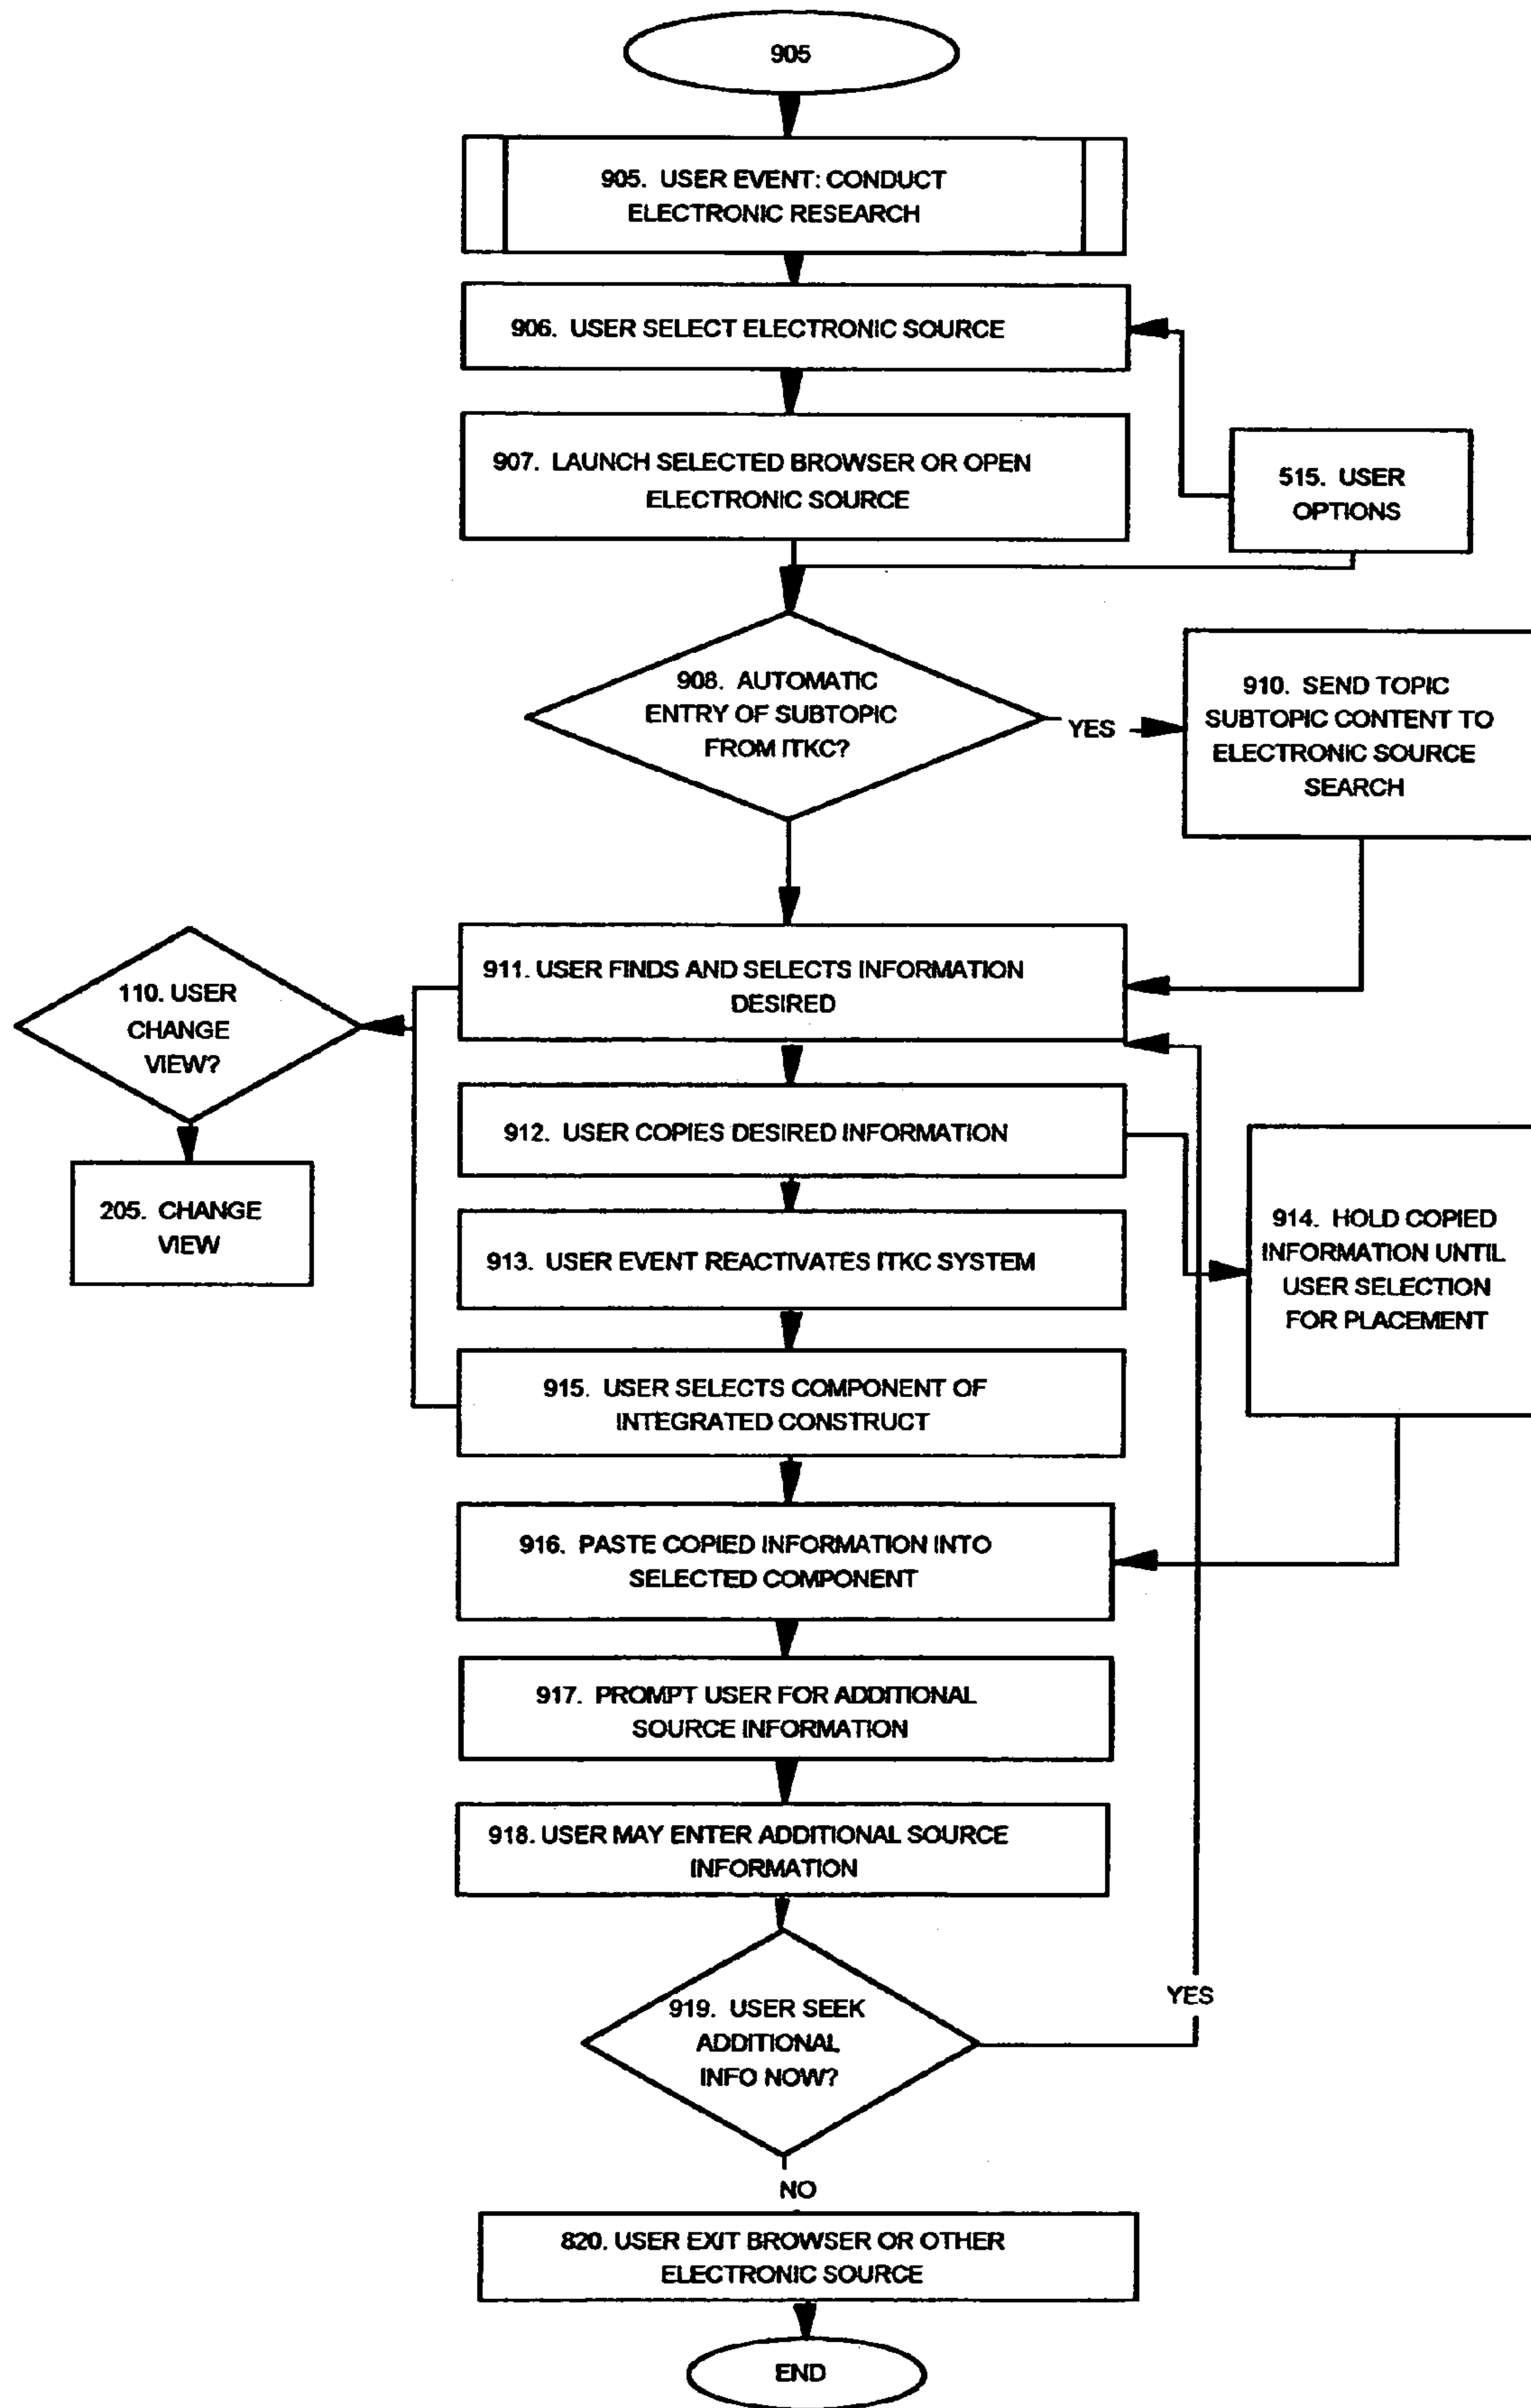 905
905. USER EVENT: CONDUCT
ELECTRONIC RESEARCH
906. USER SELECT ELECTRONIC SOURCE
907. LAUNCH SELECTED BROWSER OR OPEN
ELECTRONIC SOURCE
515. USER
OPTIONS
908. AUTOMATIC
ENTRY OF SUBTOPIC
FROM ITKC?
YES
910. SEND TOPIC
SUBTOPIC CONTENT TO
ELECTRONIC SOURCE
SEARCH
911. USER FINDS AND SELECTS INFORMATION
DESIRED
110. USER
CHANGE
VIEW?
205. CHANGE
VIEW
912. USER COPIES DESIRED INFORMATION
913. USER EVENT REACTIVATES ITKC SYSTEM
914. HOLD COPIED
INFORMATION UNTIL
USER SELECTION
FOR PLACEMENT
915. USER SELECTS COMPONENT OF
INTEGRATED CONSTRUCT
916. PASTE COPIED INFORMATION INTO
SELECTED COMPONENT
917. PROMPT USER FOR ADDITIONAL
SOURCE INFORMATION
918. USER MAY ENTER ADDITIONAL SOURCE
INFORMATION
919. USER SEEK
ADDITIONAL
INFO NOW?
YES
NO
820. USER EXIT BROWSER OR OTHER
ELECTRONIC SOURCE
END